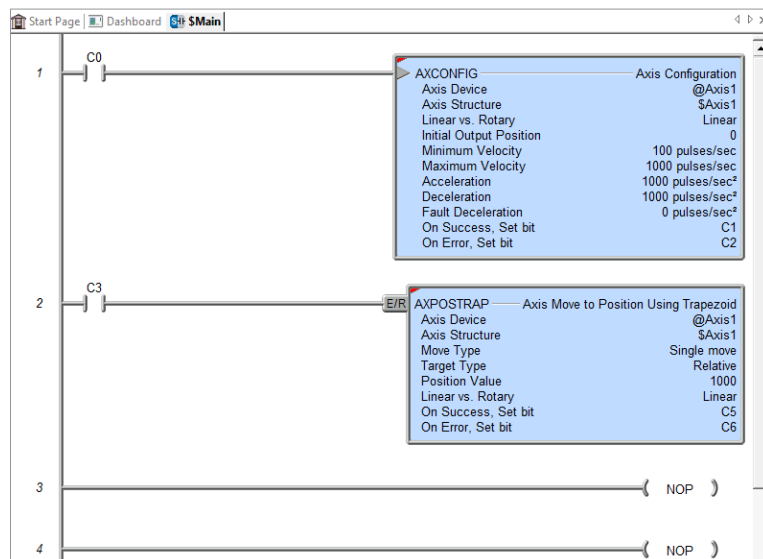 Start Page Dashboard $Main
C0
1
AXCONFIG Axis Configuration
Axis Device @Axis1
Axis Structure $Axis1
Linear vs. Rotary Linear
Initial Output Position 0
Minimum Velocity 100 pulses/sec
Maximum Velocity 1000 pulses/sec
Acceleration 1000 pulses/sec²
Deceleration 1000 pulses/sec²
Fault Deceleration 0 pulses/sec²
On Success, Set bit C1
On Error, Set bit C2
C3
2
E/R AXPOSTRAP Axis Move to Position Using Trapezoid
Axis Device @Axis1
Axis Structure $Axis1
Move Type Single move
Target Type Relative
Position Value 1000
Linear vs. Rotary Linear
On Success, Set bit C5
On Error, Set bit C6
3 NOP
4 NOP